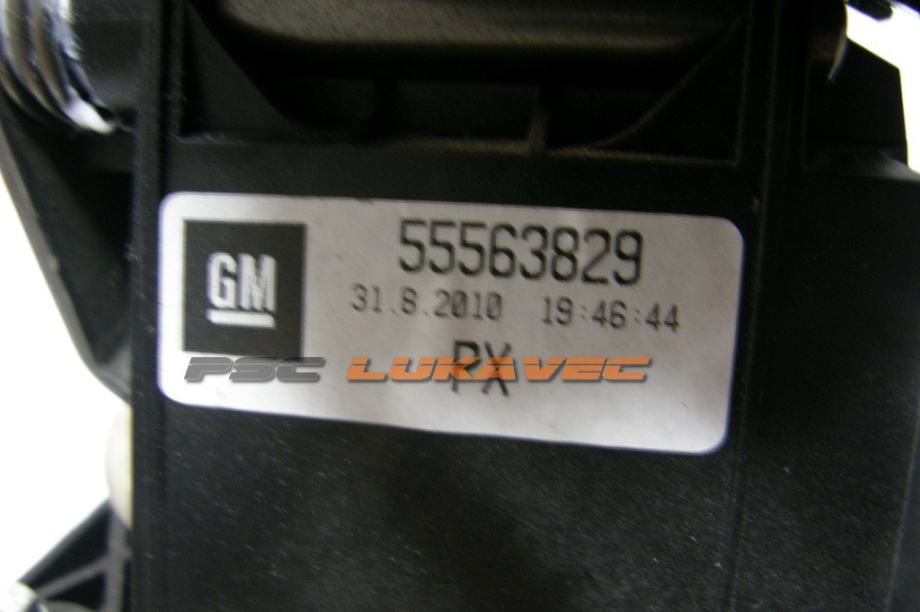 GM
55563829
31.8.2010 19:46:44
PX
PSC LUKAVEC